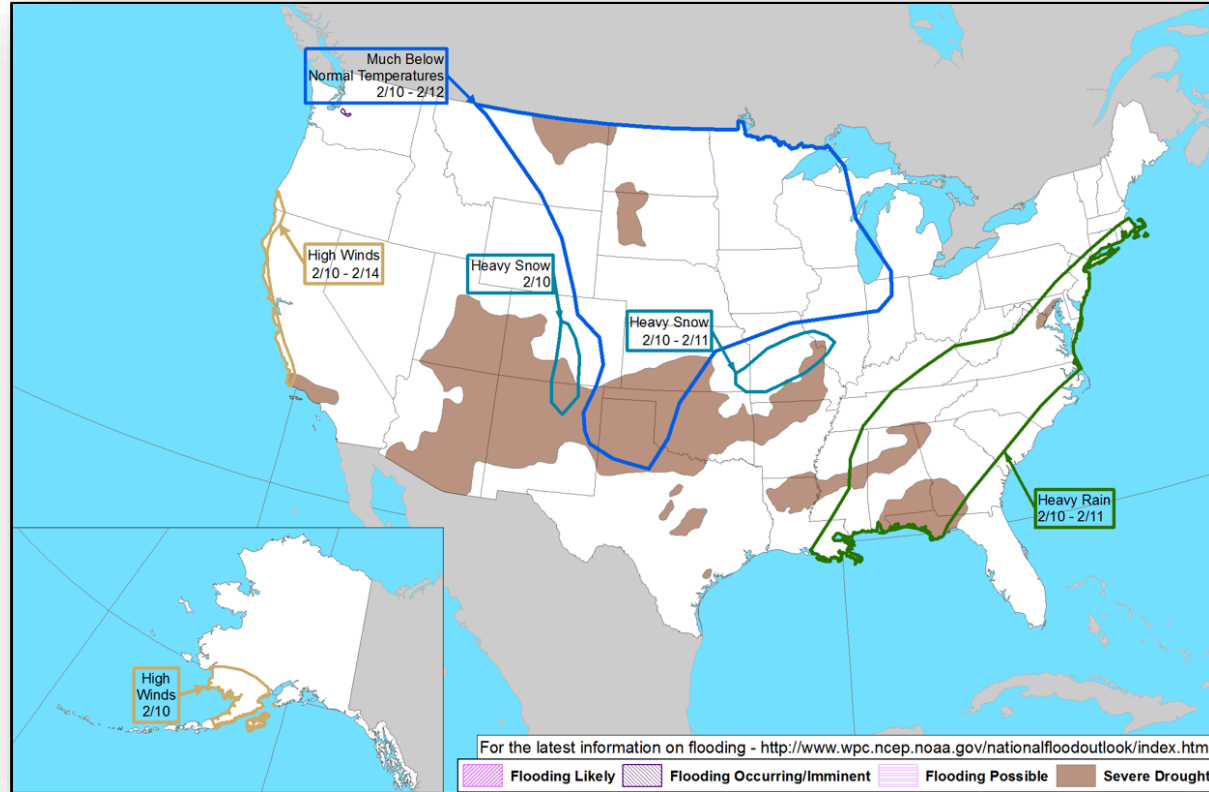 Much Below
Normal Temperatures
2/10 - 2/12
High Winds
2/10 - 2/14
Heavy Snow
2/10
Heavy Snow
2/10 - 2/11
Heavy Rain
2/10 - 2/11
High
Winds
2/10
For the latest information on flooding - http://www.wpc.ncep.noaa.gov/nationalfloodoutlook/index.htm
Flooding Likely
Flooding Occurring/Imminent
Flooding Possible
Severe Drought